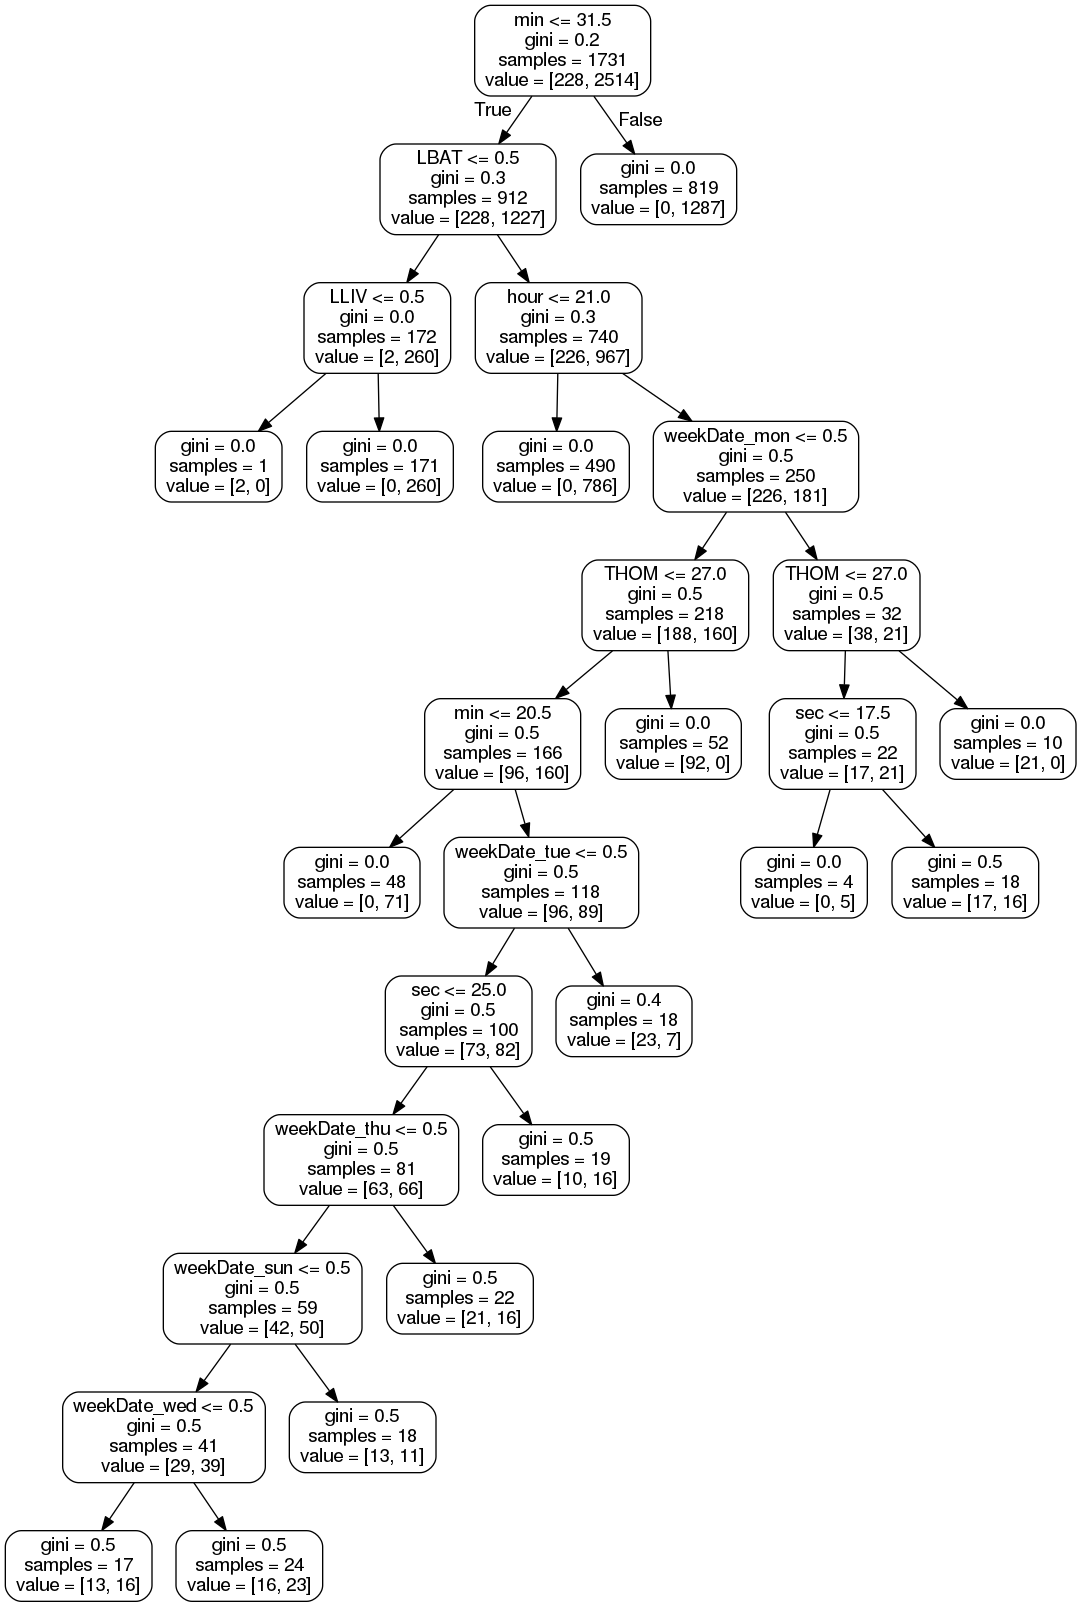 min <= 31.5
gini = 0.2
samples = 1731
value = [228, 2514]
True
False
LBAT <= 0.5
gini = 0.3
samples = 912
value = [228, 1227]
gini = 0.0
samples = 819
value = [0, 1287]
LLIV <= 0.5
gini = 0.0
samples = 172
value = [2, 260]
hour <= 21.0
gini = 0.3
samples = 740
value = [226, 967]
gini = 0.0
samples = 1
value = [2, 0]
gini = 0.0
samples = 171
value = [0, 260]
gini = 0.0
samples = 490
value = [0, 786]
weekDate_mon <= 0.5
gini = 0.5
samples = 250
value = [226, 181]
THOM <= 27.0
gini = 0.5
samples = 218
value = [188, 160]
THOM <= 27.0
gini = 0.5
samples = 32
value = [38, 21]
min <= 20.5
gini = 0.5
samples = 166
value = [96, 160]
gini = 0.0
samples = 52
value = [92, 0]
sec <= 17.5
gini = 0.5
samples = 22
value = [17, 21]
gini = 0.0
samples = 10
value = [21, 0]
gini = 0.0
samples = 48
value = [0, 71]
weekDate_tue <= 0.5
gini = 0.5
samples = 118
value = [96, 89]
gini = 0.0
samples = 4
value = [0, 5]
gini = 0.5
samples = 18
value = [17, 16]
sec <= 25.0
gini = 0.5
samples = 100
value = [73, 82]
gini = 0.4
samples = 18
value = [23, 7]
weekDate_thu <= 0.5
gini = 0.5
samples = 81
value = [63, 66]
gini = 0.5
samples = 19
value = [10, 16]
weekDate_sun <= 0.5
gini = 0.5
samples = 59
value = [42, 50]
gini = 0.5
samples = 22
value = [21, 16]
weekDate_wed <= 0.5
gini = 0.5
samples = 41
value = [29, 39]
gini = 0.5
samples = 18
value = [13, 11]
gini = 0.5
samples = 17
value = [13, 16]
gini = 0.5
samples = 24
value = [16, 23]